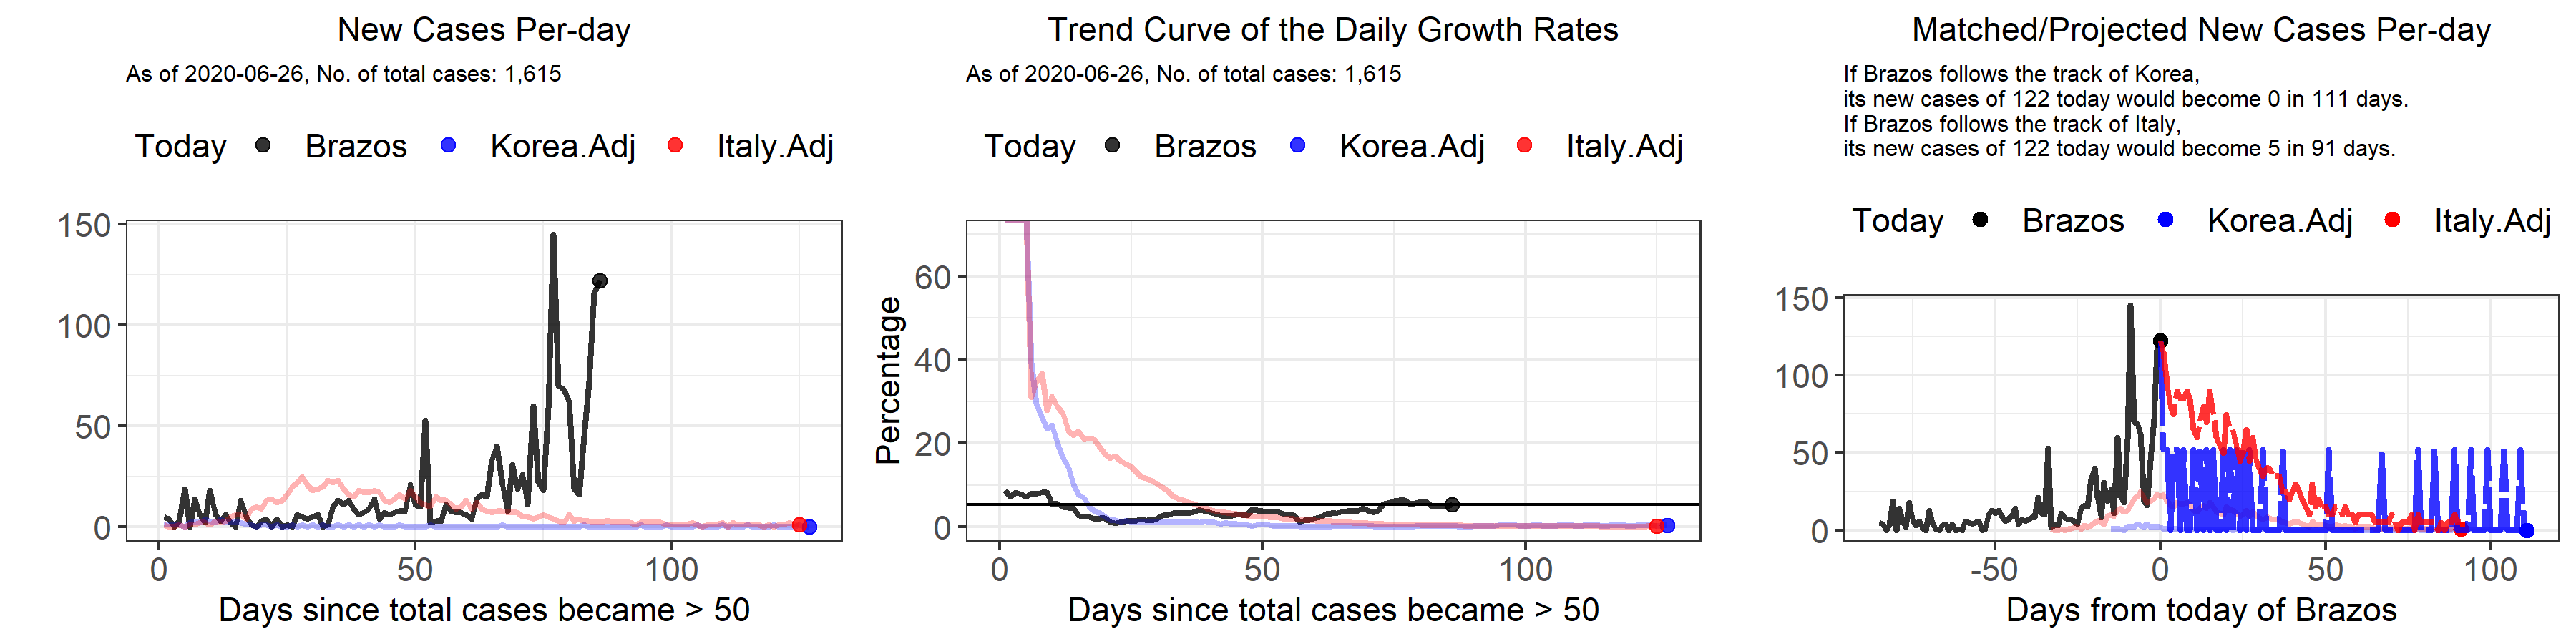 New Cases Per-day
As of 2020-06-26, No. of total cases: 1,615
Today Brazos Korea.Adj Italy.Adj
150
100
50
0
0 50 100
Days since total cases became > 50
Trend Curve of the Daily Growth Rates
As of 2020-06-26, No. of total cases: 1,615
Today Brazos Korea.Adj Italy.Adj
Percentage
60
40
20
0
0 50 100
Days since total cases became > 50
Matched/Projected New Cases Per-day
If Brazos follows the track of Korea,
its new cases of 122 today would become 0 in 111 days.
If Brazos follows the track of Italy,
its new cases of 122 today would become 5 in 91 days.
Today Brazos Korea.Adj Italy.Adj
150
100
50
0
-50 0 50 100
Days from today of Brazos